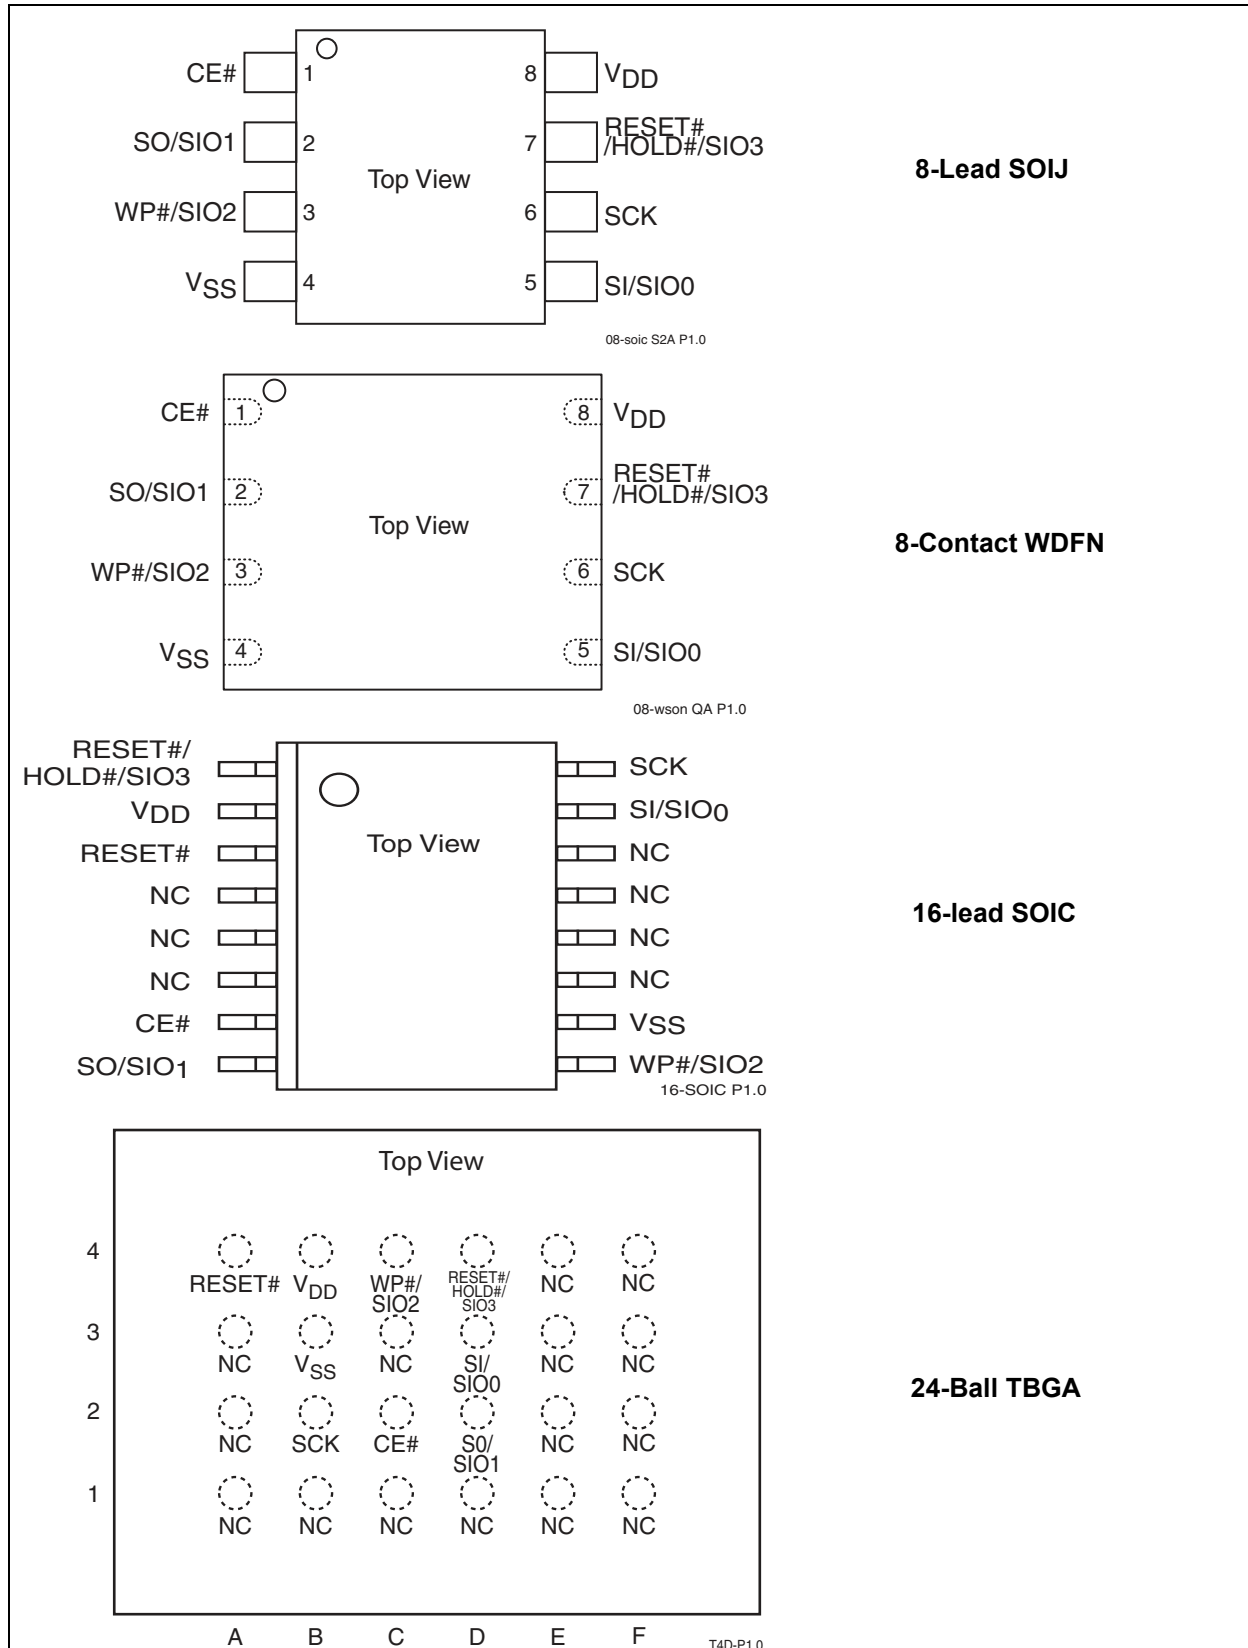 CE# 1 8 VDD
SO/SIO1 2 7 RESET#
/HOLD#/SIO3
Top View
8-Lead SOIJ
WP#/SIO2 3 6 SCK
VSS 4 5 SI/SIO0
08-soic S2A P1.0
CE# 1 8 VDD
SO/SIO1 2 7 RESET#
/HOLD#/SIO3
Top View
8-Contact WDFN
WP#/SIO2 3 6 SCK
VSS 4 5 SI/SIO0
08-wson QA P1.0
RESET#/
HOLD#/SIO3 SCK
VDD SI/SIO0
Top View
RESET# NC
NC NC
16-lead SOIC
NC NC
NC NC
CE# VSS
SO/SIO1 WP#/SIO2
16-SOIC P1.0
Top View
4
RESET# VDD WP#/
SIO2 RESET#/
HOLD#/
SIO3 NC NC
3
NC VSS NC SI/
SIO0 NC NC
24-Ball TBGA
2
NC SCK CE# S0/
SIO1 NC NC
1
NC NC NC NC NC NC
A B C D E F
T4D-P1.0